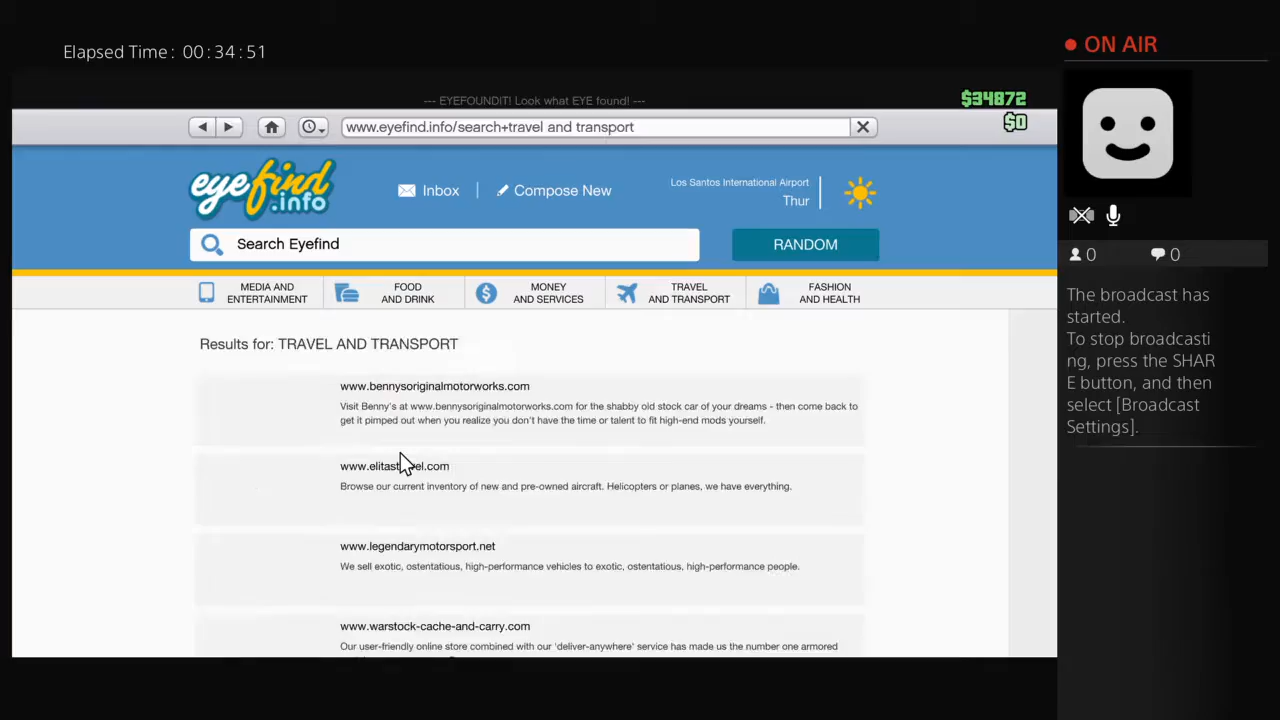 Elapsed Time: 00:34:51
ON AIR
--- EYEFOUNDIT! Look what EYE found! ---
$34872
$0
www.eyefind.info/search+travel and transport
eyefind
.info
Inbox
Compose New
Los Santos International Airport
Thur
Search Eyefind
RANDOM
0
0
MEDIA AND
ENTERTAINMENT
FOOD
AND DRINK
MONEY
AND SERVICES
TRAVEL
AND TRANSPORT
FASHION
AND HEALTH
The broadcast has
started.
To stop broadcasti
ng, press the SHAR
E button, and then
select [Broadcast
Settings].
Results for: TRAVEL AND TRANSPORT
www.bennysoriginalmotorworks.com
Visit Benny's at www.bennysoriginalmotorworks.com for the shabby old stock car of your dreams - then come back to
get it pimped out when you realize you don't have the time or talent to fit high-end mods yourself.
www.elitastravel.com
Browse our current inventory of new and pre-owned aircraft. Helicopters or planes, we have everything.
www.legendarymotorsport.net
We sell exotic, ostentatious, high-performance vehicles to exotic, ostentatious, high-performance people.
www.warstock-cache-and-carry.com
Our user-friendly online store combined with our 'deliver-anywhere' service has made us the number one armored